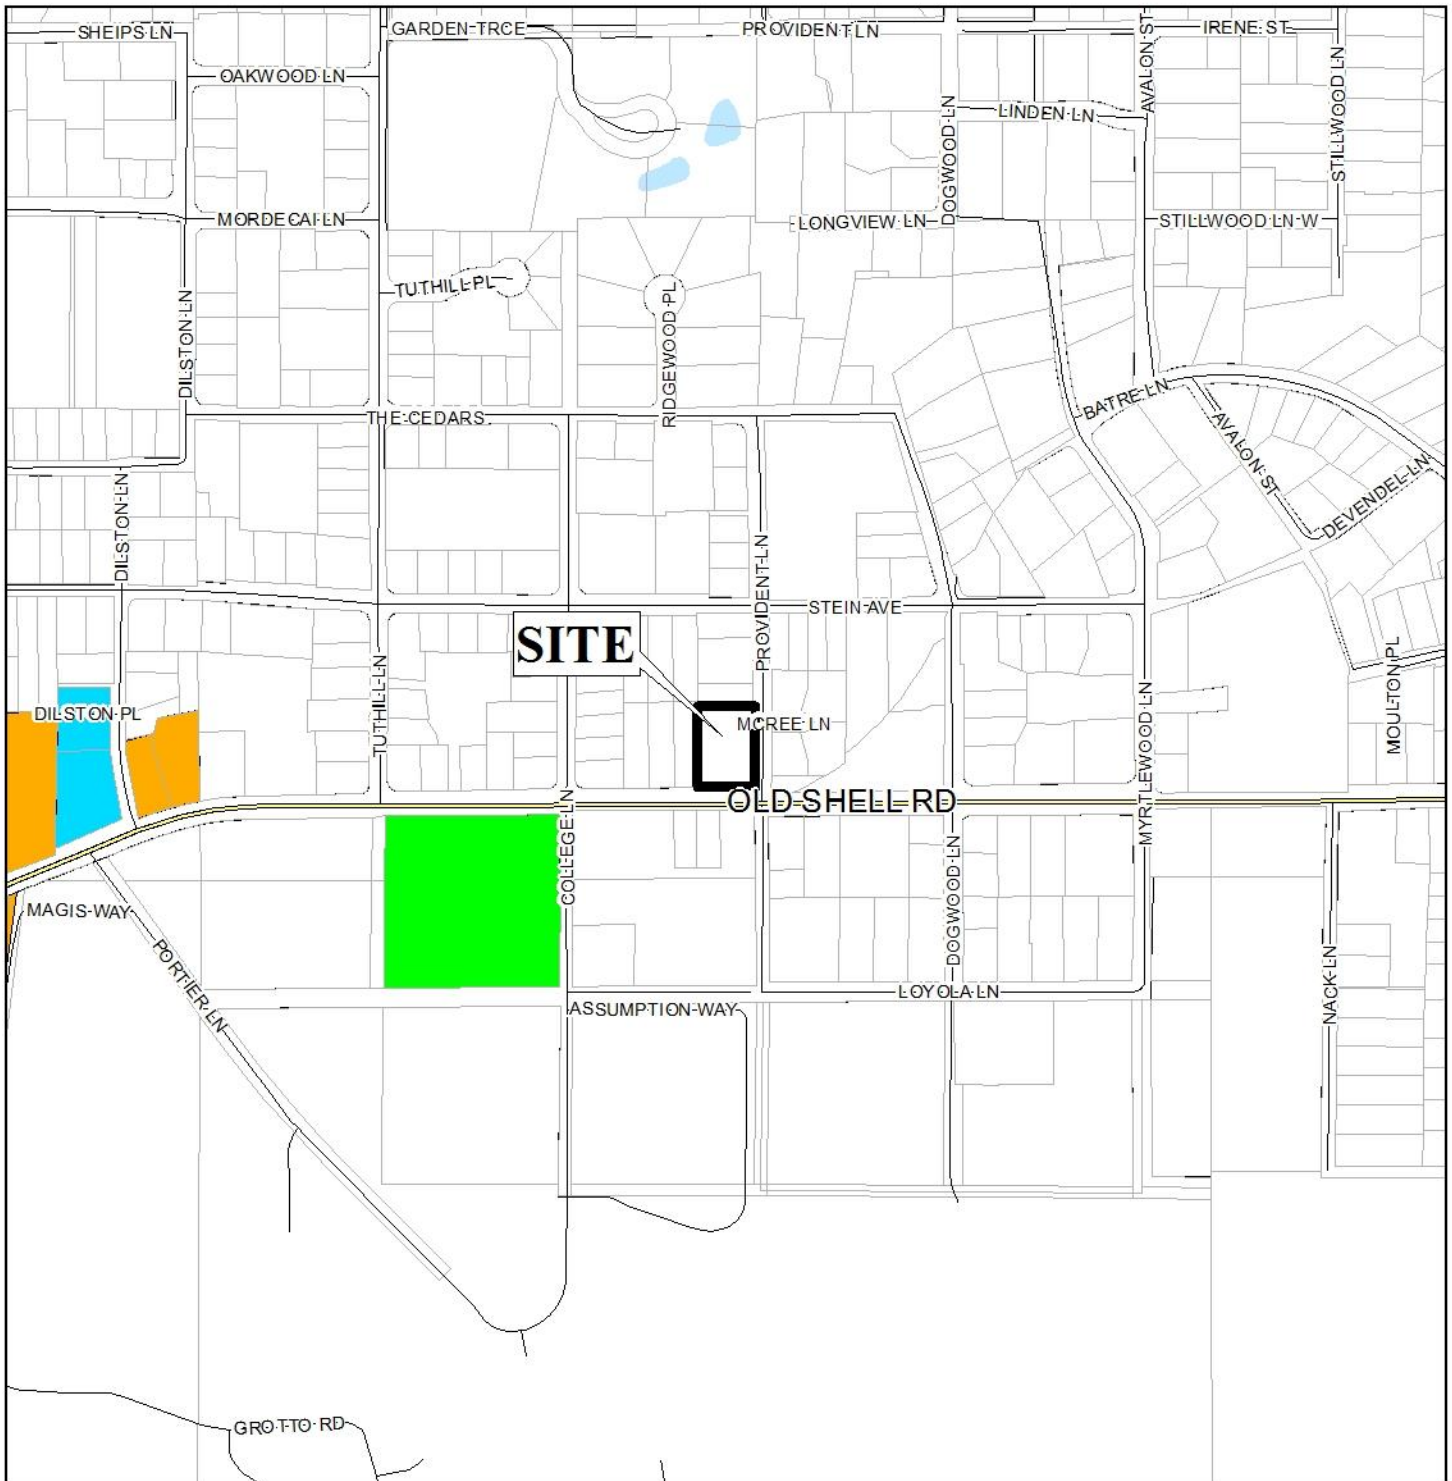 SHEIPS LN
GARDEN TRCE
PROVIDENT LN
AVALON ST
IRENE ST
OAKWOOD LN
STILLWOOD LN
LINDEN LN
DOGWOOD LN
MORDECAI LN
LONGVIEW LN
STILLWOOD LN W
TUTHILL PL
DILSTON LN
RIDGEWOOD PL
THE CEDARS
BATRE LN
AVALON ST
DEVENDEL LN
DILSTON LN
PROVIDENT LN
STEIN AVE
SITE
TUTHILL LN
DILSTON PL
MCREE LN
MYRTLEWOOD LN
MOULTON PL
OLD SHELL RD
COLLEGE LN
DOGWOOD LN
MAGIS WAY
PORTIER LN
NACK LN
LOYOLA LN
ASSUMPTION WAY
GROTTO RD